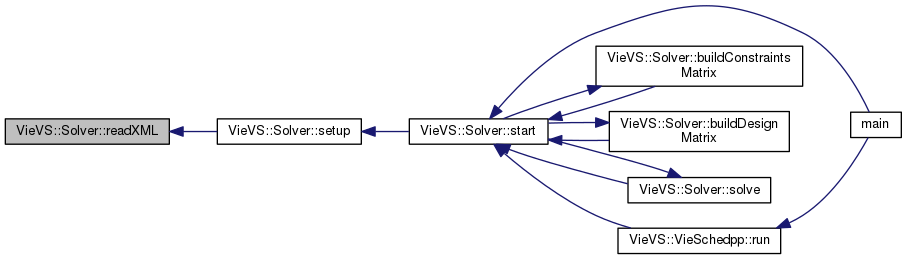 VieVS::Solver::readXML
VieVS::Solver::setup
VieVS::Solver::start
VieVS::Solver::buildConstraints
Matrix
VieVS::Solver::buildDesign
Matrix
VieVS::Solver::solve
VieVS::VieSchedpp::run
main